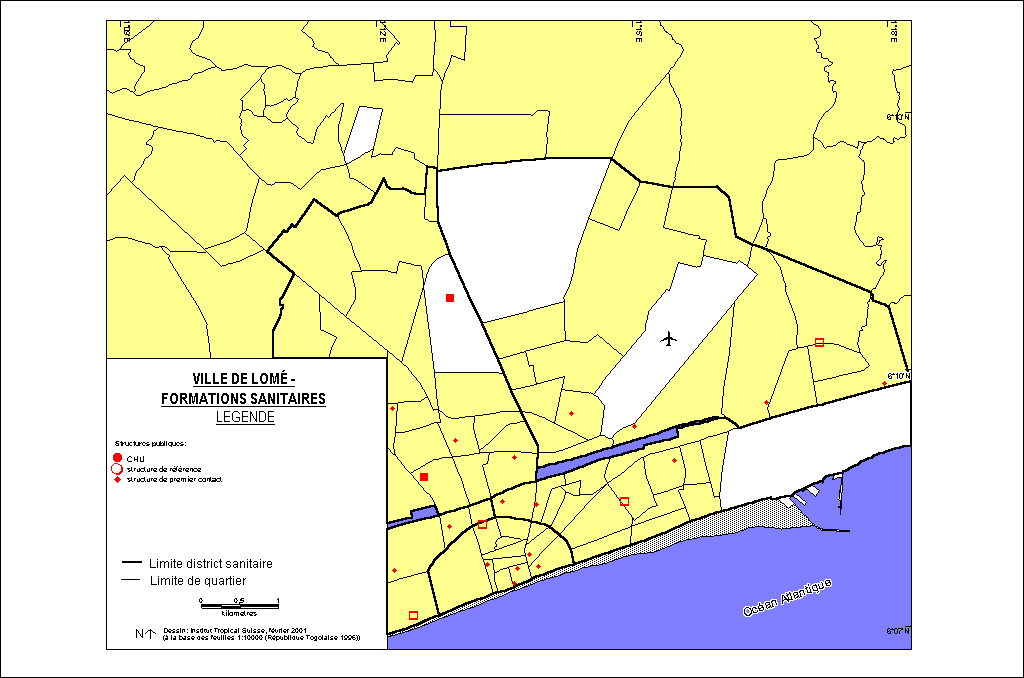 1°12'E
1°15'E
1°18'E
6°10'N
VILLE DE LOMÉ -
FORMATIONS SANITAIRES
LEGENDE
Structures publiques:
CHU
structure de référence
structure de premier contact
Limite district sanitaire
Limite de quartier
0 0,5 1
kilomètres
N
Dessin: Institut Tropical Suisse, février 2001
(à la base des feuilles 1:10000 (République Togolaise 1996))
Océan Atlantique
6°07'N